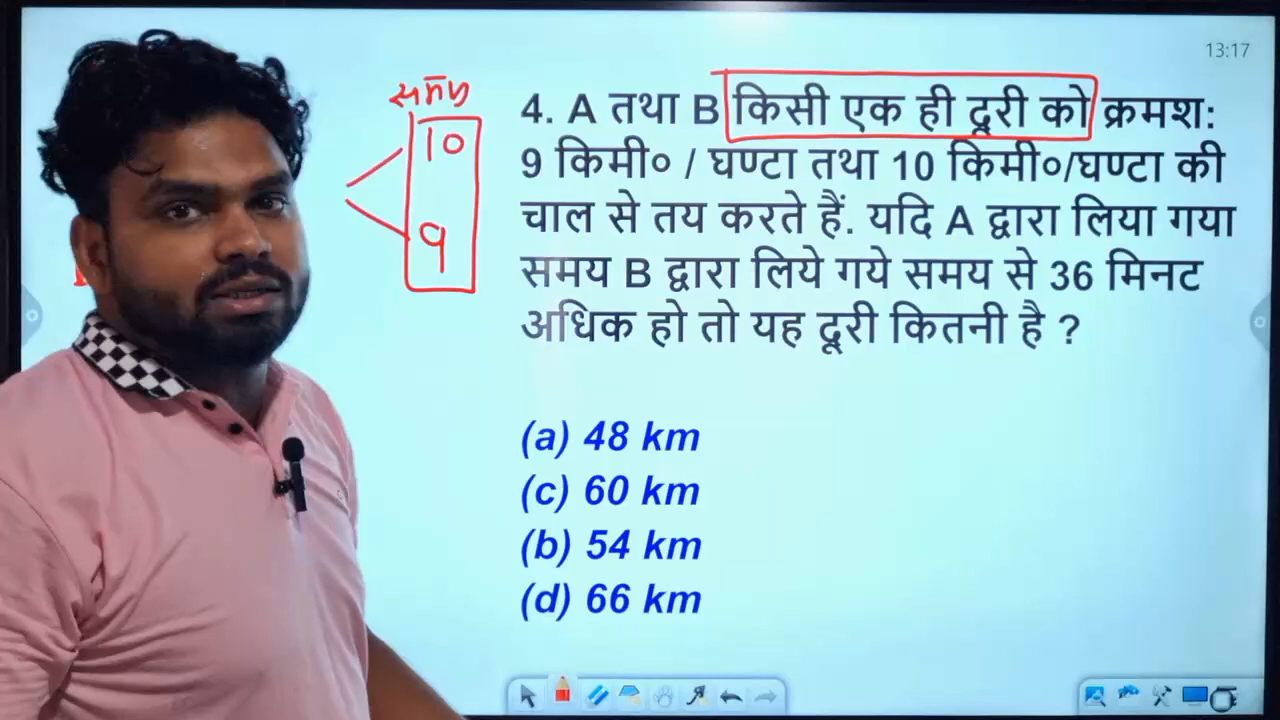 13:17
समय
10
9
4. A तथा B किसी एक ही दूरी को क्रमश:
9 किमी० / घण्टा तथा 10 किमी०/घण्टा की
चाल से तय करते हैं. यदि A द्वारा लिया गया
समय B द्वारा लिये गये समय से 36 मिनट
अधिक हो तो यह दूरी कितनी है ?
(a) 48 km
(c) 60 km
(b) 54 km
(d) 66 km